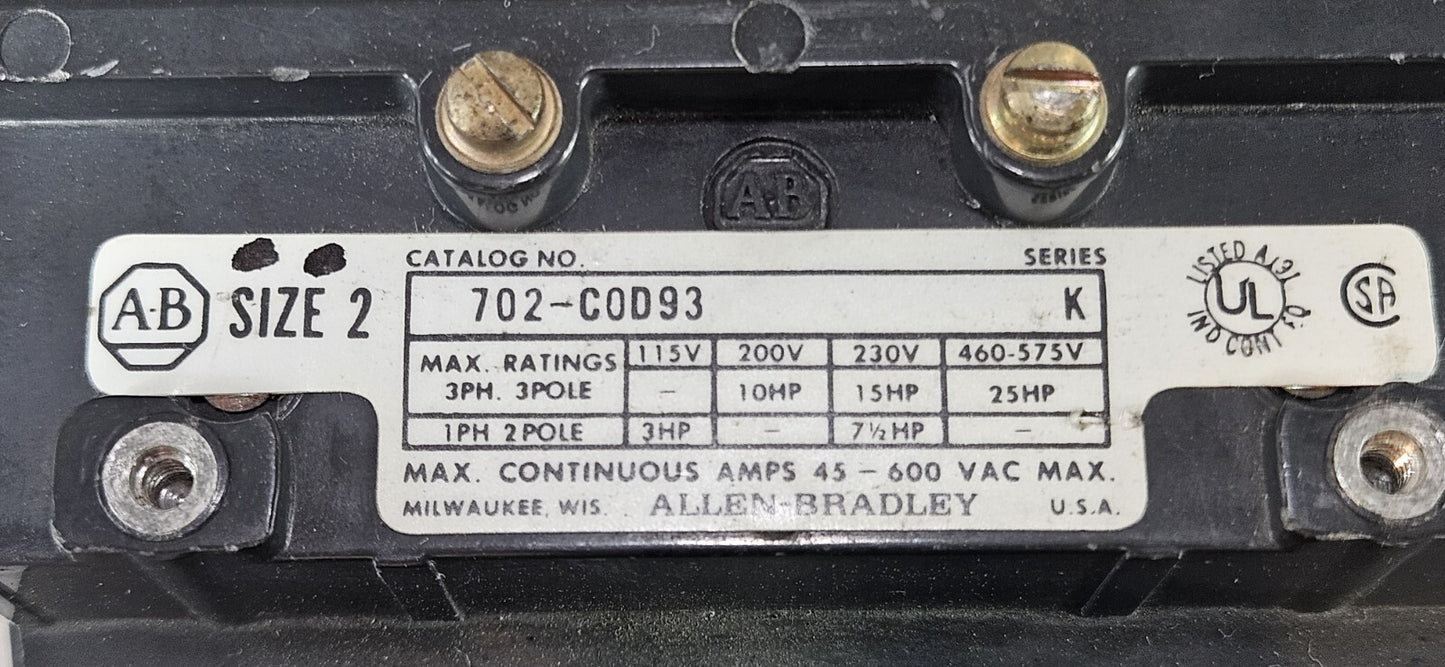 A·B
A·B
SIZE 2
CATALOG NO. SERIES
702-COD93 K
MAX. RATINGS 115V 200V 230V 460-575V
3PH. 3POLE — 10HP 15HP 25HP
1PH 2POLE 3HP — 7½HP —
MAX. CONTINUOUS AMPS 45 – 600 VAC MAX.
MILWAUKEE, WIS. ALLEN-BRADLEY U.S.A.
LISTED
UL
IND CONT EQ
SA